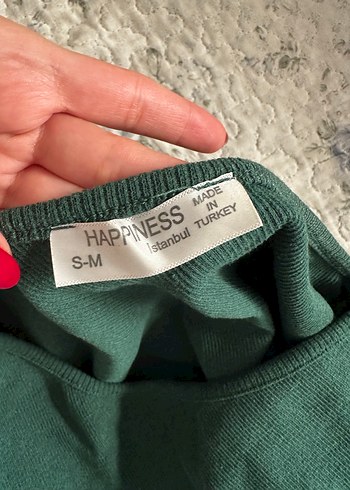 HAPPINESS
istanbul
S-M
MADE
IN
TURKEY